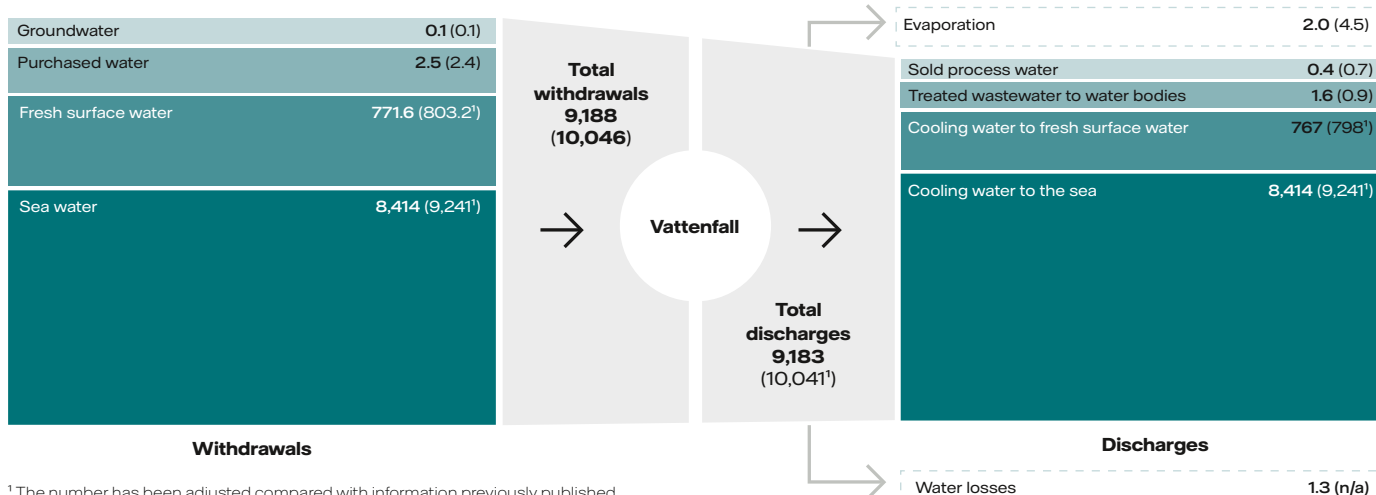 Groundwater 0.1 (0.1)
Purchased water 2.5 (2.4)
Fresh surface water 771.6 (803.2¹)
Sea water 8,414 (9,241¹)
Withdrawals
Total
withdrawals
9,188
(10,046)
Vattenfall
Total
discharges
9,183
(10,041¹)
Evaporation 2.0 (4.5)
Sold process water 0.4 (0.7)
Treated wastewater to water bodies 1.6 (0.9)
Cooling water to fresh surface water 767 (798¹)
Cooling water to the sea 8,414 (9,241¹)
Discharges
Water losses 1.3 (n/a)
¹ The number has been adjusted compared with information previously published